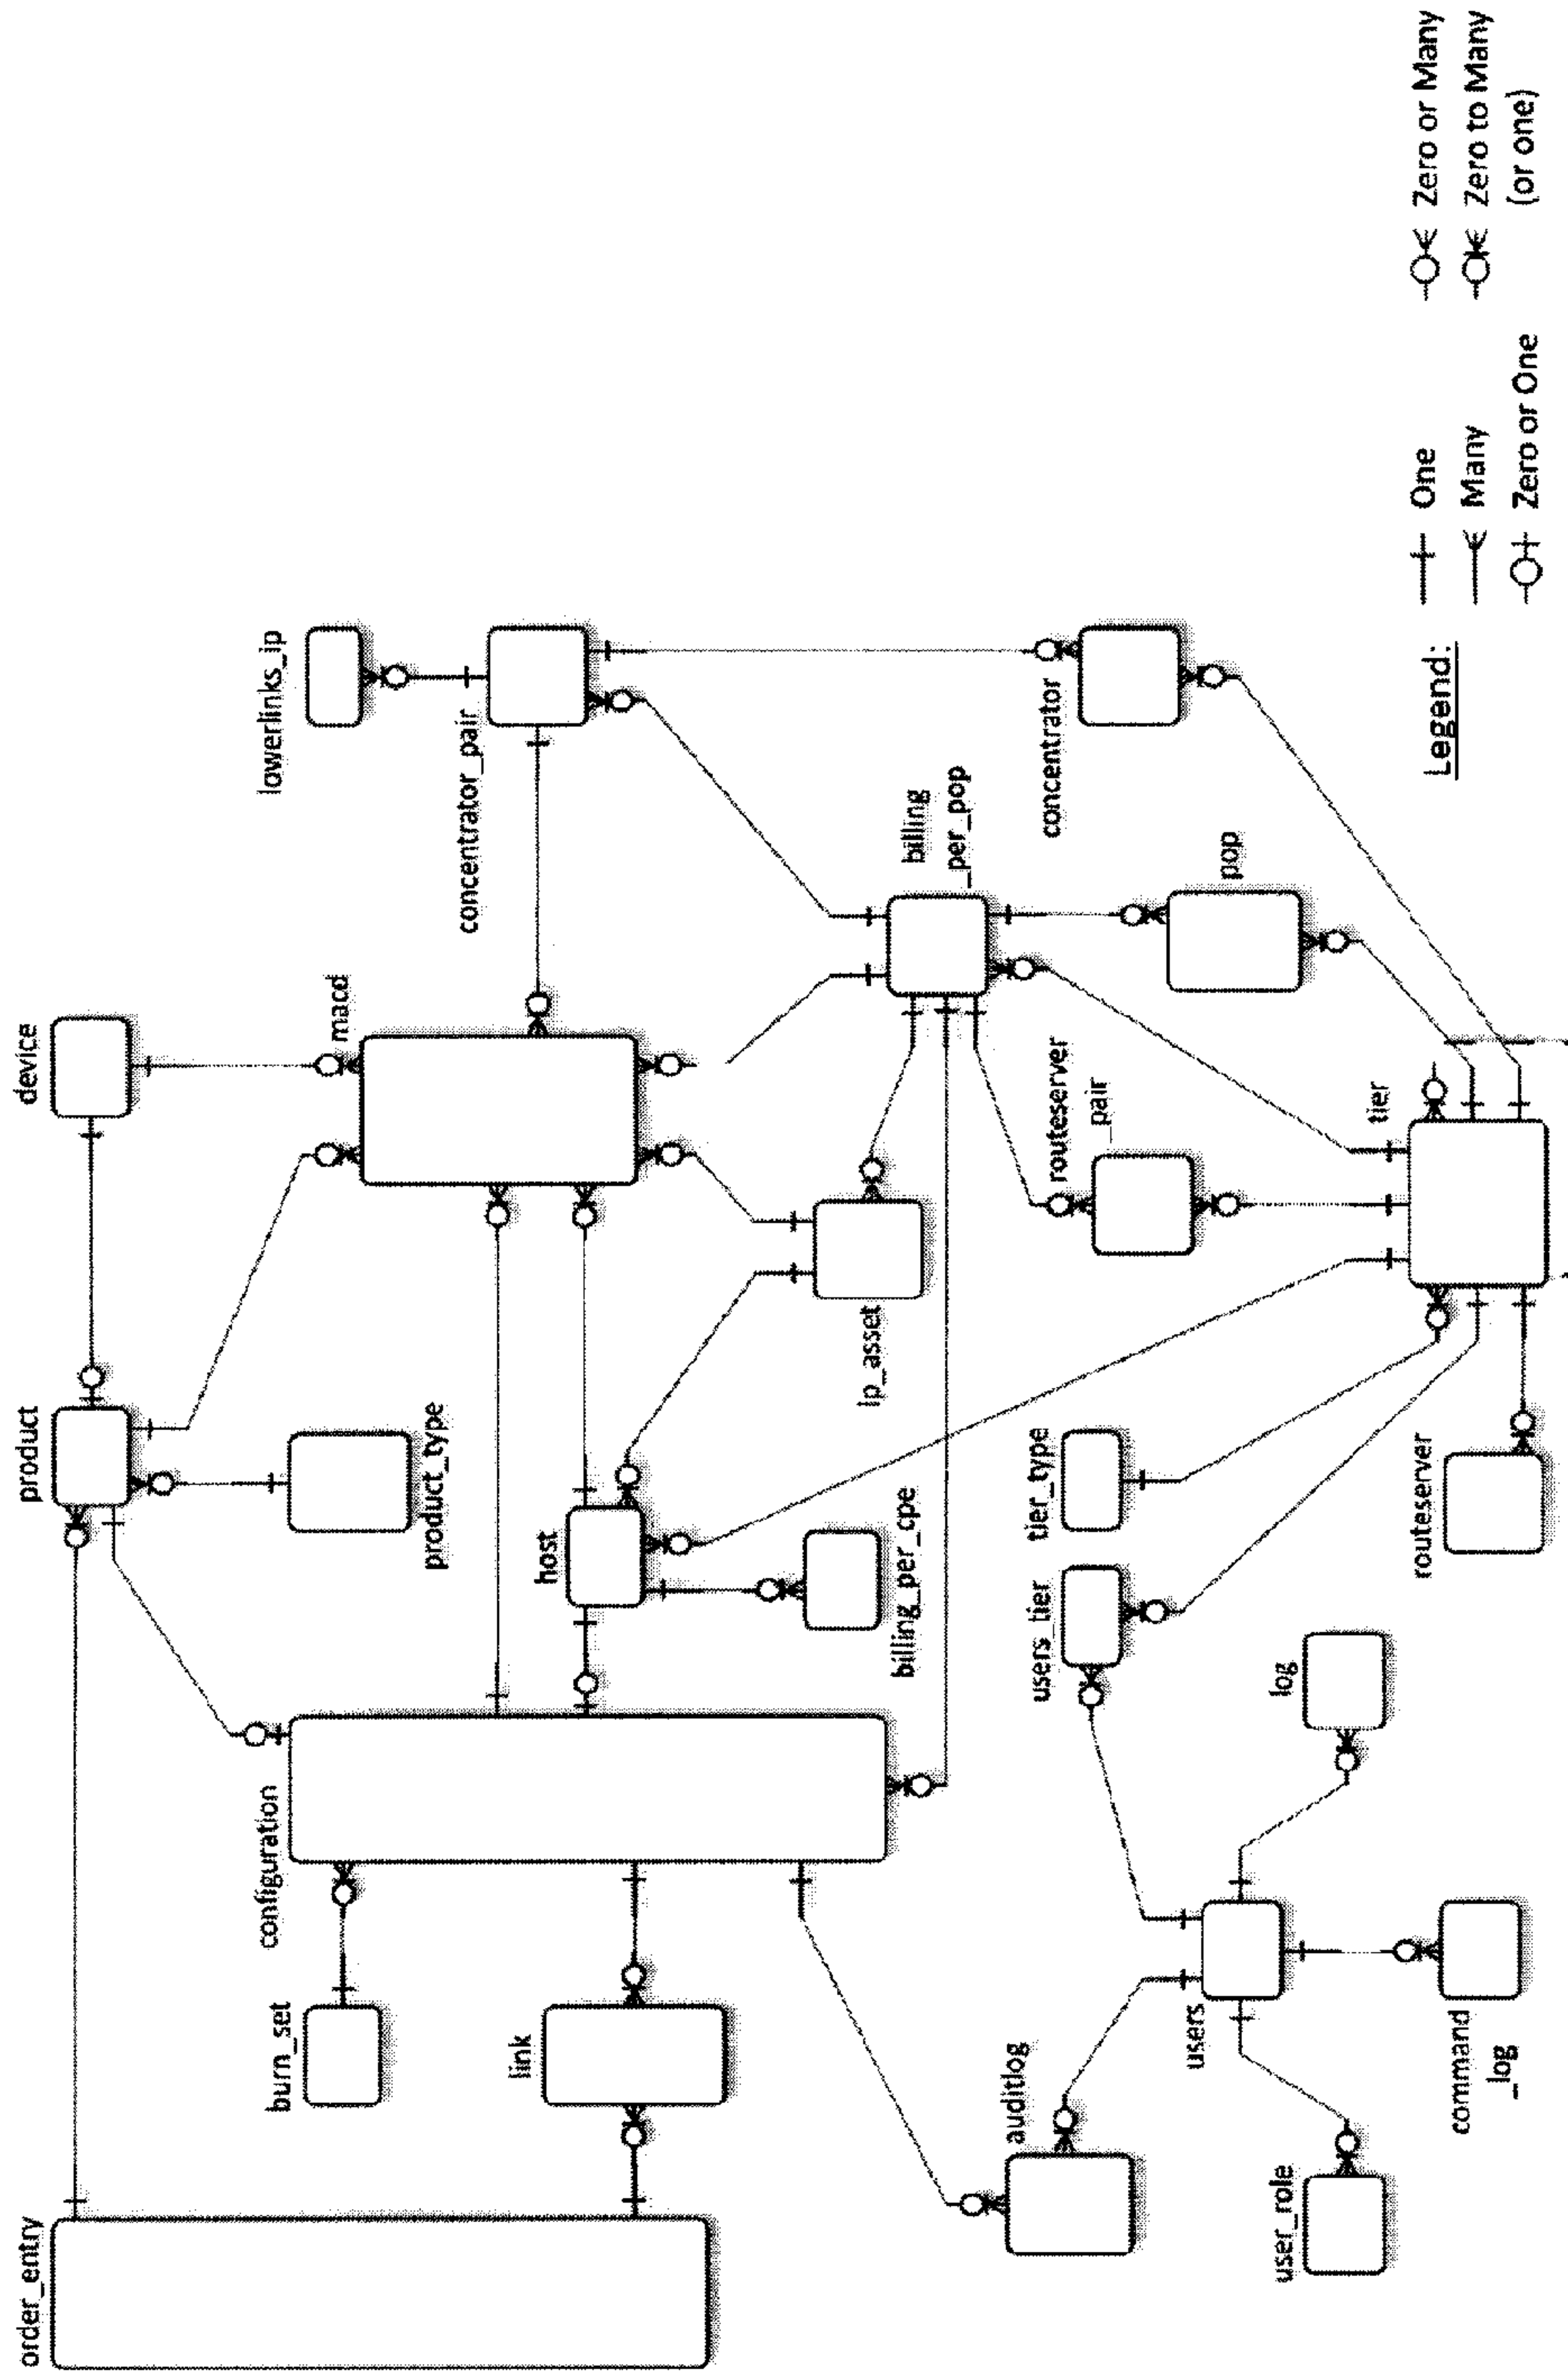 order_entry
product
device
burn_set
configuration
product_type
macd
lowerlinks_ip
link
host
concentrator_pair
billing_per_cpe
ip_asset
billing
_per_pop
auditlog
users_tier
tier_type
routeserver
_pair
concentrator
users
log
pop
user_role
command
_log
routeserver
tier
Legend:
One
Many
Zero or One
Zero or Many
Zero to Many
(or one)